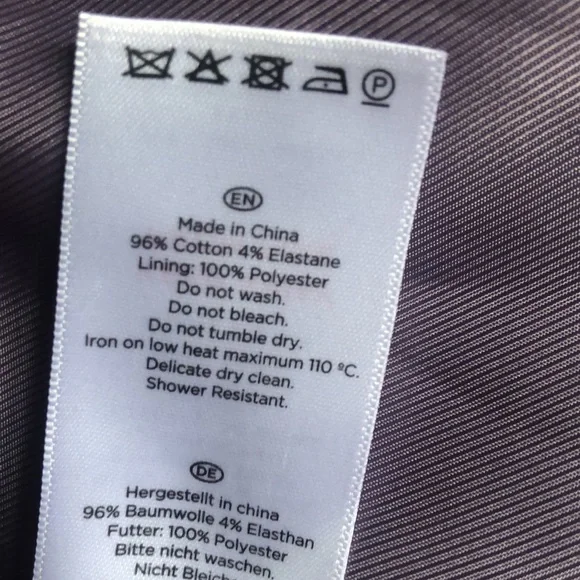 P
EN
Made in China
96% Cotton 4% Elastane
Lining: 100% Polyester
Do not wash.
Do not bleach.
Do not tumble dry.
Iron on low heat maximum 110 ºC.
Delicate dry clean.
Shower Resistant.
DE
Hergestellt in china
96% Baumwolle 4% Elasthan
Futter: 100% Polyester
Bitte nicht waschen.
Nicht